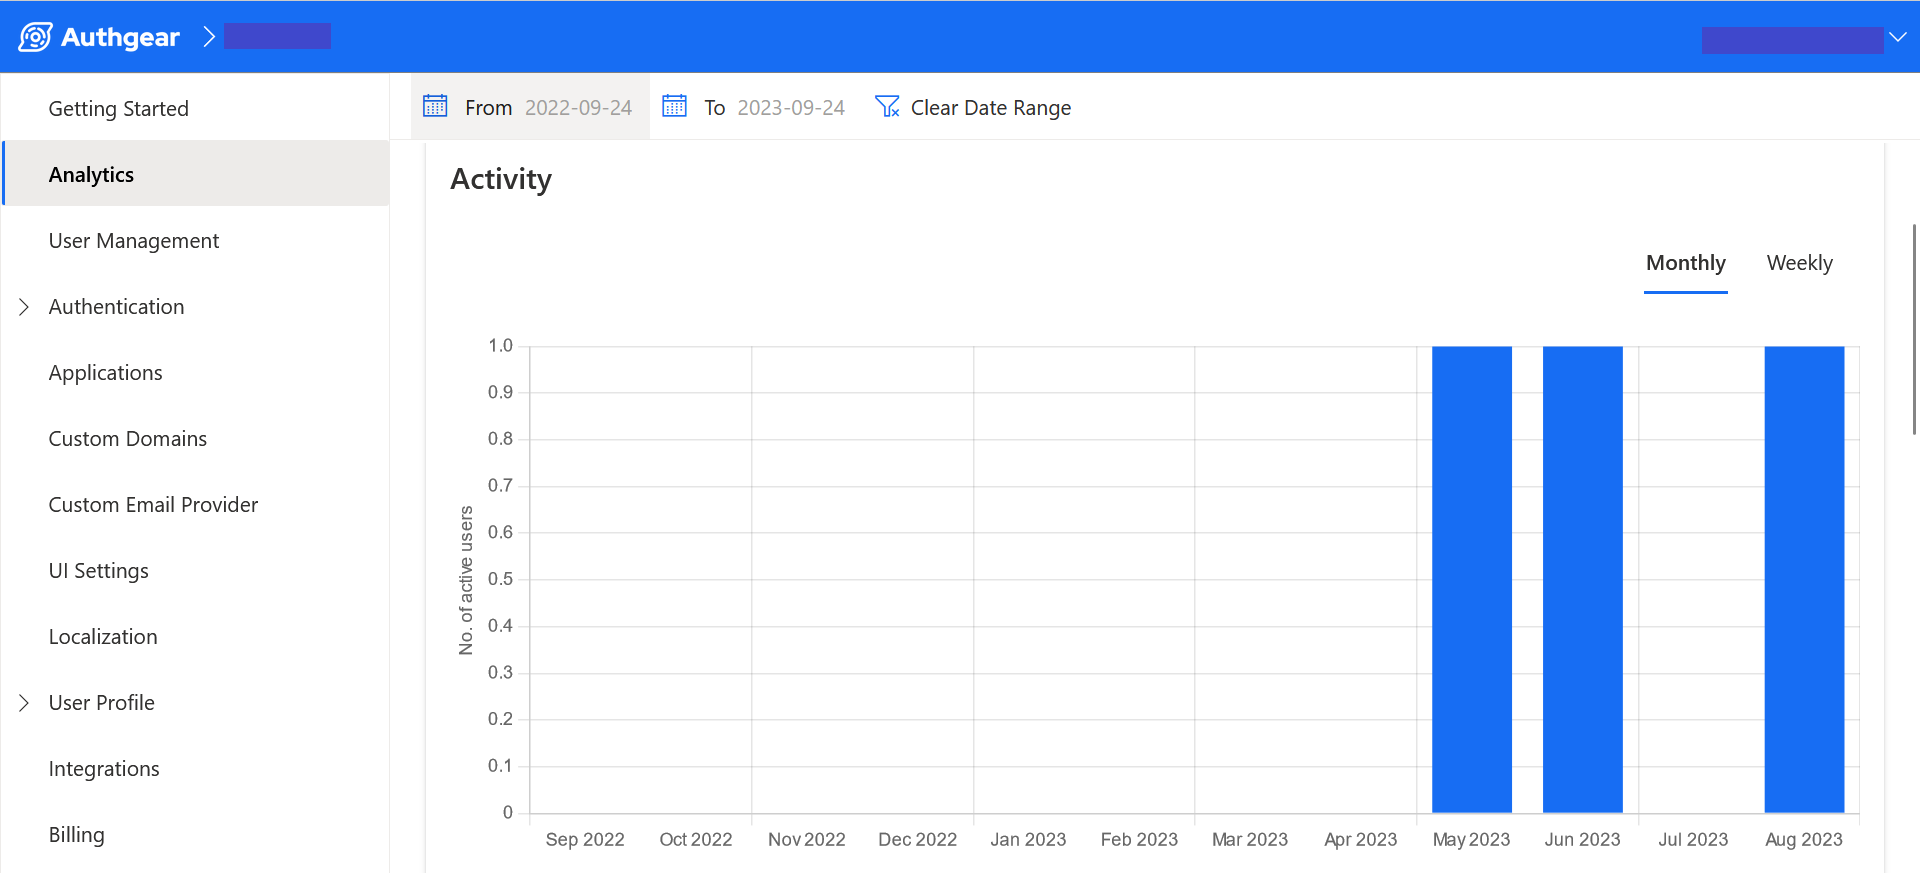 Authgear
Getting Started
Analytics
User Management
Authentication
Applications
Custom Domains
Custom Email Provider
UI Settings
Localization
User Profile
Integrations
Billing
From 2022-09-24 To 2023-09-24 Clear Date Range
Activity
Monthly Weekly
No. of active users
1.0
0.9
0.8
0.7
0.6
0.5
0.4
0.3
0.2
0.1
0
Sep 2022 Oct 2022 Nov 2022 Dec 2022 Jan 2023 Feb 2023 Mar 2023 Apr 2023 May 2023 Jun 2023 Jul 2023 Aug 2023